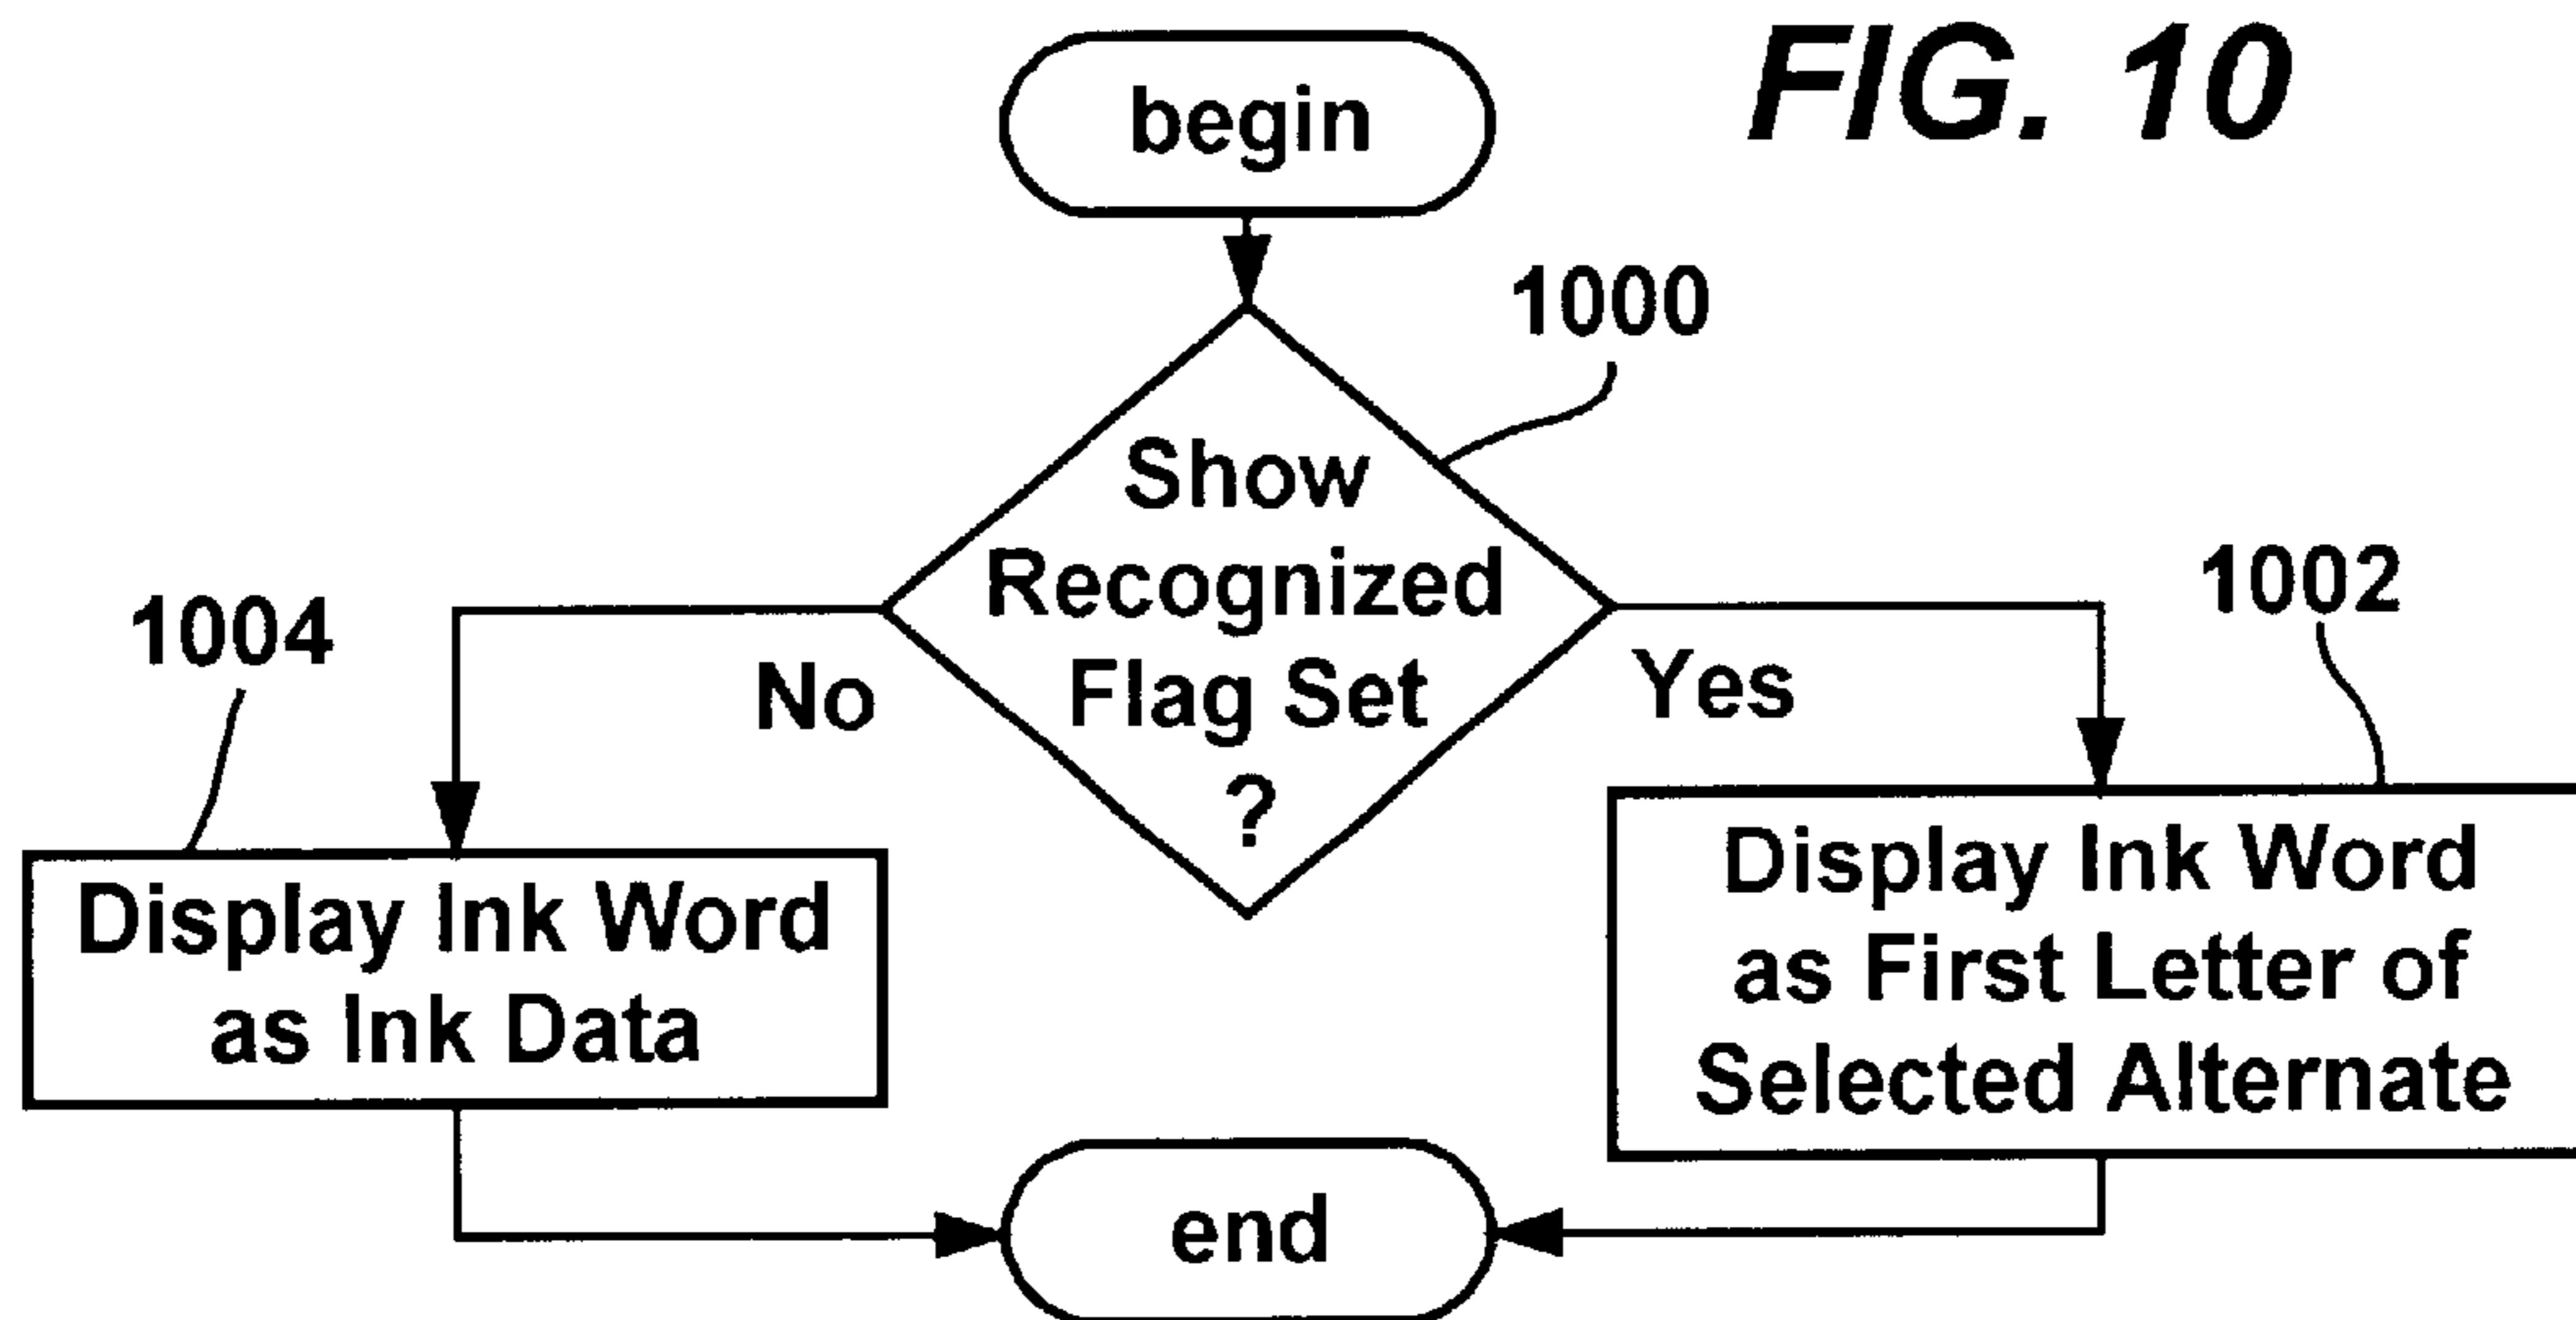 FIG. 10
begin
1000
Show
Recognized
Flag Set
?
No
Yes
1004
Display Ink Word
as Ink Data
1002
Display Ink Word
as First Letter of
Selected Alternate
end